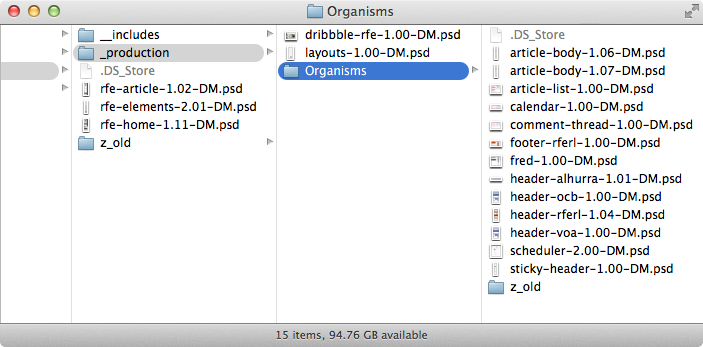 Organisms
__includes
_production
.DS_Store
rfe-article-1.02-DM.psd
rfe-elements-2.01-DM.psd
rfe-home-1.11-DM.psd
z_old
dribbble-rfe-1.00-DM.psd
layouts-1.00-DM.psd
Organisms
.DS_Store
article-body-1.06-DM.psd
article-body-1.07-DM.psd
article-list-1.00-DM.psd
calendar-1.00-DM.psd
comment-thread-1.00-DM.psd
footer-rferl-1.00-DM.psd
fred-1.00-DM.psd
header-alhurra-1.01-DM.psd
header-ocb-1.00-DM.psd
header-rferl-1.04-DM.psd
header-voa-1.00-DM.psd
scheduler-2.00-DM.psd
sticky-header-1.00-DM.psd
z_old
15 items, 94.76 GB available